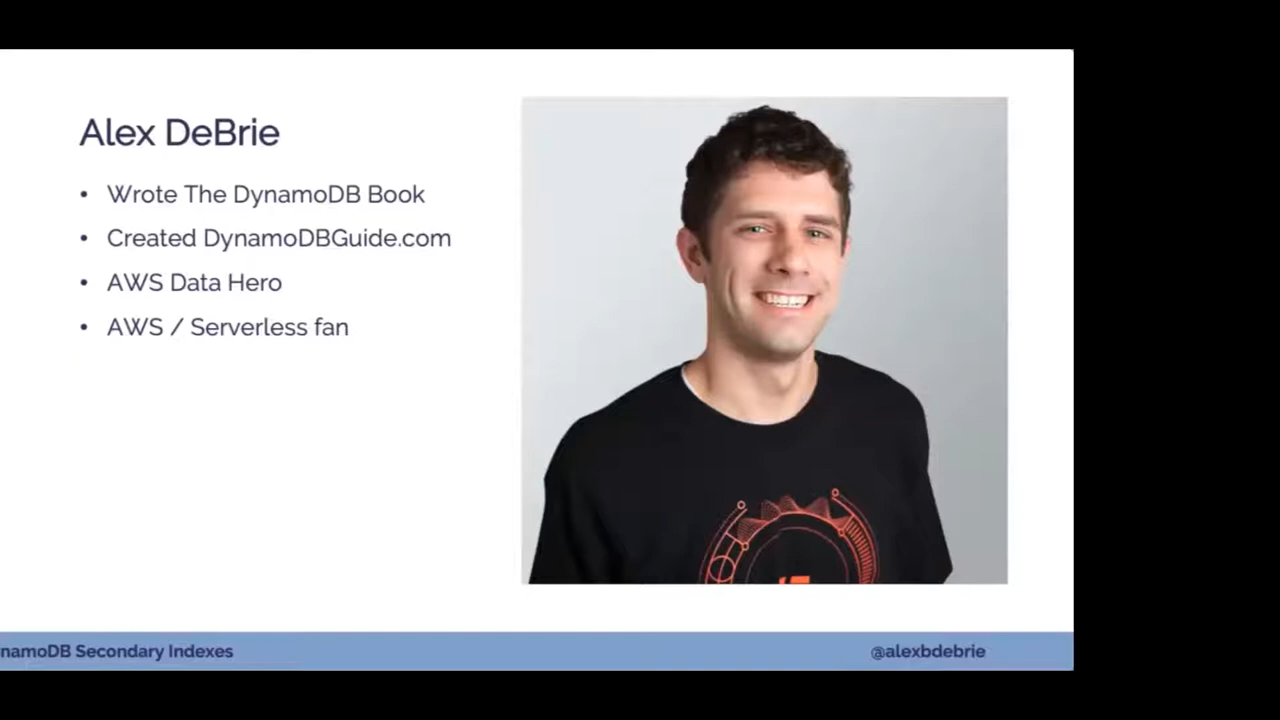 Alex DeBrie
• Wrote The DynamoDB Book
• Created DynamoDBGuide.com
• AWS Data Hero
• AWS / Serverless fan
namoDB Secondary Indexes
@alexbdebrie